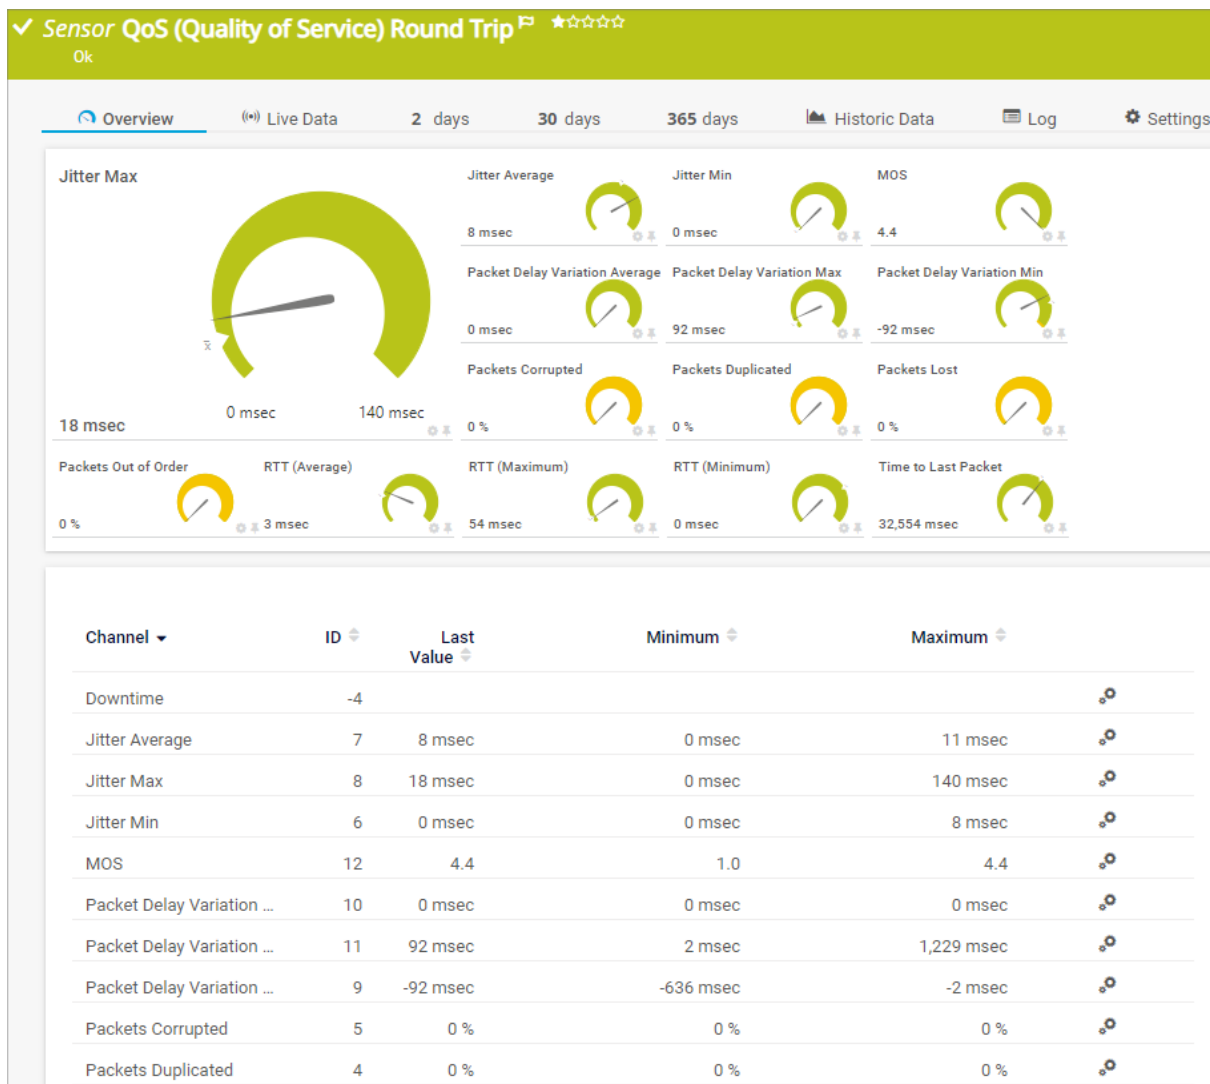 Sensor QoS (Quality of Service) Round Trip
Ok
Overview Live Data 2 days 30 days 365 days Historic Data Log Settings
Jitter Max
18 msec
0 msec 140 msec
x̄
Jitter Average
8 msec
Jitter Min
0 msec
MOS
4.4
Packet Delay Variation Average
0 msec
Packet Delay Variation Max
92 msec
Packet Delay Variation Min
-92 msec
Packets Corrupted
0 %
Packets Duplicated
0 %
Packets Lost
0 %
Packets Out of Order
0 %
RTT (Average)
3 msec
RTT (Maximum)
54 msec
RTT (Minimum)
0 msec
Time to Last Packet
32,554 msec
Channel ID Last Value Minimum Maximum
Downtime -4
Jitter Average 7 8 msec 0 msec 11 msec
Jitter Max 8 18 msec 0 msec 140 msec
Jitter Min 6 0 msec 0 msec 8 msec
MOS 12 4.4 1.0 4.4
Packet Delay Variation ... 10 0 msec 0 msec 0 msec
Packet Delay Variation ... 11 92 msec 2 msec 1,229 msec
Packet Delay Variation ... 9 -92 msec -636 msec -2 msec
Packets Corrupted 5 0 % 0 % 0 %
Packets Duplicated 4 0 % 0 % 0 %